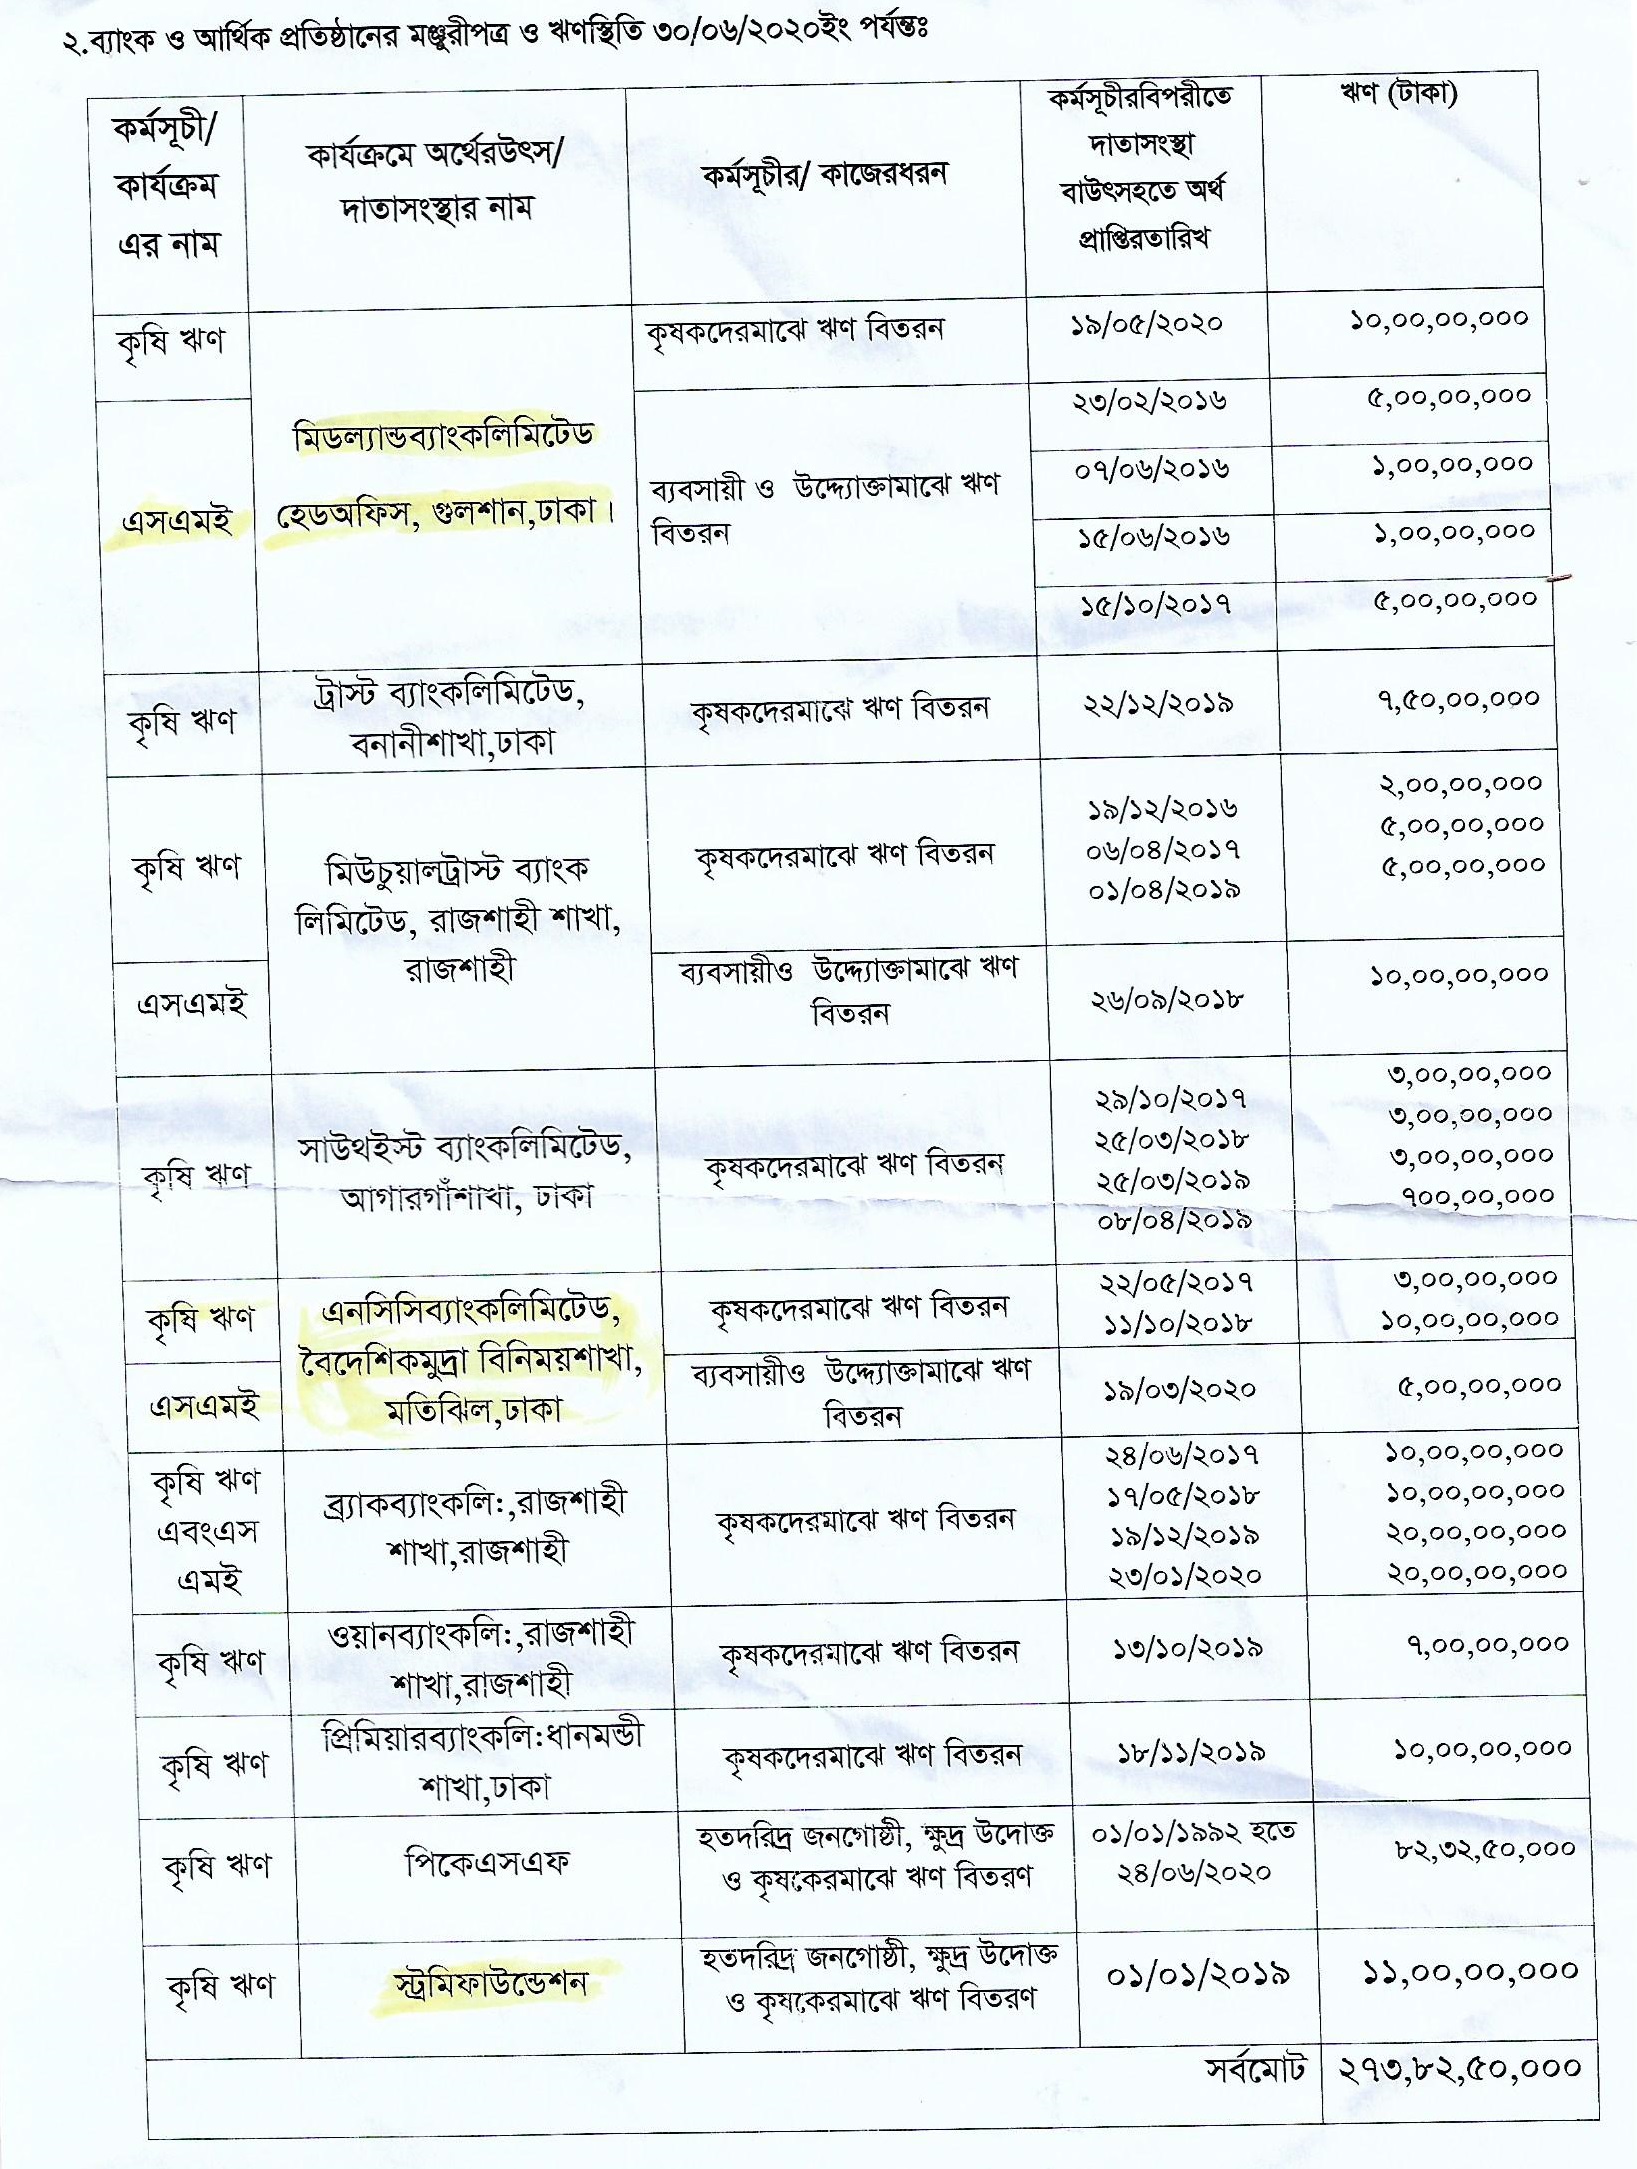 ২.ব্যাংক ও আর্থিক প্রতিষ্ঠানের মঞ্জুরীপত্র ও ঋণস্থিতি ৩০/০৬/২০২০ইং পর্যন্তঃ
কর্মসূচী/
কার্যক্রম
এর নাম
কার্যক্রমে অর্থেরউৎস/
দাতাসংস্থার নাম
কর্মসূচীর/ কাজেরধরন
কর্মসূচীরবিপরীতে
দাতাসংস্থা
বাউৎসহতে অর্থ
প্রাপ্তিরতারিখ
ঋণ (টাকা)
কৃষি ঋণ
মিডল্যান্ডব্যাংকলিমিটেড
হেডঅফিস, গুলশান,ঢাকা।
কৃষকদেরমাঝে ঋণ বিতরন
১৯/০৫/২০২০
১০,০০,০০,০০০
এসএমই
ব্যবসায়ী ও উদ্দ্যোক্তামাঝে ঋণ
বিতরন
২৩/০২/২০১৬
৫,০০,০০,০০০
০৭/০৬/২০১৬
১,০০,০০,০০০
১৫/০৬/২০১৬
১,০০,০০,০০০
১৫/১০/২০১৭
৫,০০,০০,০০০
কৃষি ঋণ
ট্রাস্ট ব্যাংকলিমিটেড,
বনানীশাখা,ঢাকা
কৃষকদেরমাঝে ঋণ বিতরন
২২/১২/২০১৯
৭,৫০,০০,০০০
কৃষি ঋণ
মিউচুয়ালট্রাস্ট ব্যাংক
লিমিটেড, রাজশাহী শাখা,
রাজশাহী
কৃষকদেরমাঝে ঋণ বিতরন
১৯/১২/২০১৬
০৬/০৪/২০১৭
০১/০৪/২০১৯
২,০০,০০,০০০
৫,০০,০০,০০০
৫,০০,০০,০০০
এসএমই
ব্যবসায়ীও উদ্দ্যোক্তামাঝে ঋণ
বিতরন
২৬/০৯/২০১৮
১০,০০,০০,০০০
কৃষি ঋণ
সাউথইস্ট ব্যাংকলিমিটেড,
আগারগাঁশাখা, ঢাকা
কৃষকদেরমাঝে ঋণ বিতরন
২৯/১০/২০১৭
২৫/০৩/২০১৮
২৫/০৩/২০১৯
০৮/০৪/২০১৯
৩,০০,০০,০০০
৩,০০,০০,০০০
৩,০০,০০,০০০
৭০০,০০,০০০
কৃষি ঋণ
এনসিসিব্যাংকলিমিটেড,
বৈদেশিকমুদ্রা বিনিময়শাখা,
মতিঝিল,ঢাকা
কৃষকদেরমাঝে ঋণ বিতরন
২২/০৫/২০১৭
১১/১০/২০১৮
৩,০০,০০,০০০
১০,০০,০০,০০০
এসএমই
ব্যবসায়ীও উদ্দ্যোক্তামাঝে ঋণ
বিতরন
১৯/০৩/২০২০
৫,০০,০০,০০০
কৃষি ঋণ
এবংএস
এমই
ব্র্যাকব্যাংকলি:,রাজশাহী
শাখা,রাজশাহী
কৃষকদেরমাঝে ঋণ বিতরন
২৪/০৬/২০১৭
১৭/০৫/২০১৮
১৯/১২/২০১৯
২৩/০১/২০২০
১০,০০,০০,০০০
১০,০০,০০,০০০
২০,০০,০০,০০০
২০,০০,০০,০০০
কৃষি ঋণ
ওয়ানব্যাংকলি:,রাজশাহী
শাখা,রাজশাহী
কৃষকদেরমাঝে ঋণ বিতরন
১৩/১০/২০১৯
৭,০০,০০,০০০
কৃষি ঋণ
প্রিমিয়ারব্যাংকলি:ধানমন্ডী
শাখা,ঢাকা
কৃষকদেরমাঝে ঋণ বিতরন
১৮/১১/২০১৯
১০,০০,০০,০০০
কৃষি ঋণ
পিকেএসএফ
হতদরিদ্র জনগোষ্ঠী, ক্ষুদ্র উদোক্ত
ও কৃষকেরমাঝে ঋণ বিতরণ
০১/০১/১৯৯২ হতে
২৪/০৬/২০২০
৮২,৩২,৫০,০০০
কৃষি ঋণ
স্ট্রমিফাউন্ডেশন
হতদরিদ্র জনগোষ্ঠী, ক্ষুদ্র উদোক্ত
ও কৃষকেরমাঝে ঋণ বিতরণ
০১/০১/২০১৯
১১,০০,০০,০০০
সর্বমোট
২৭৩,৮২,৫০,০০০